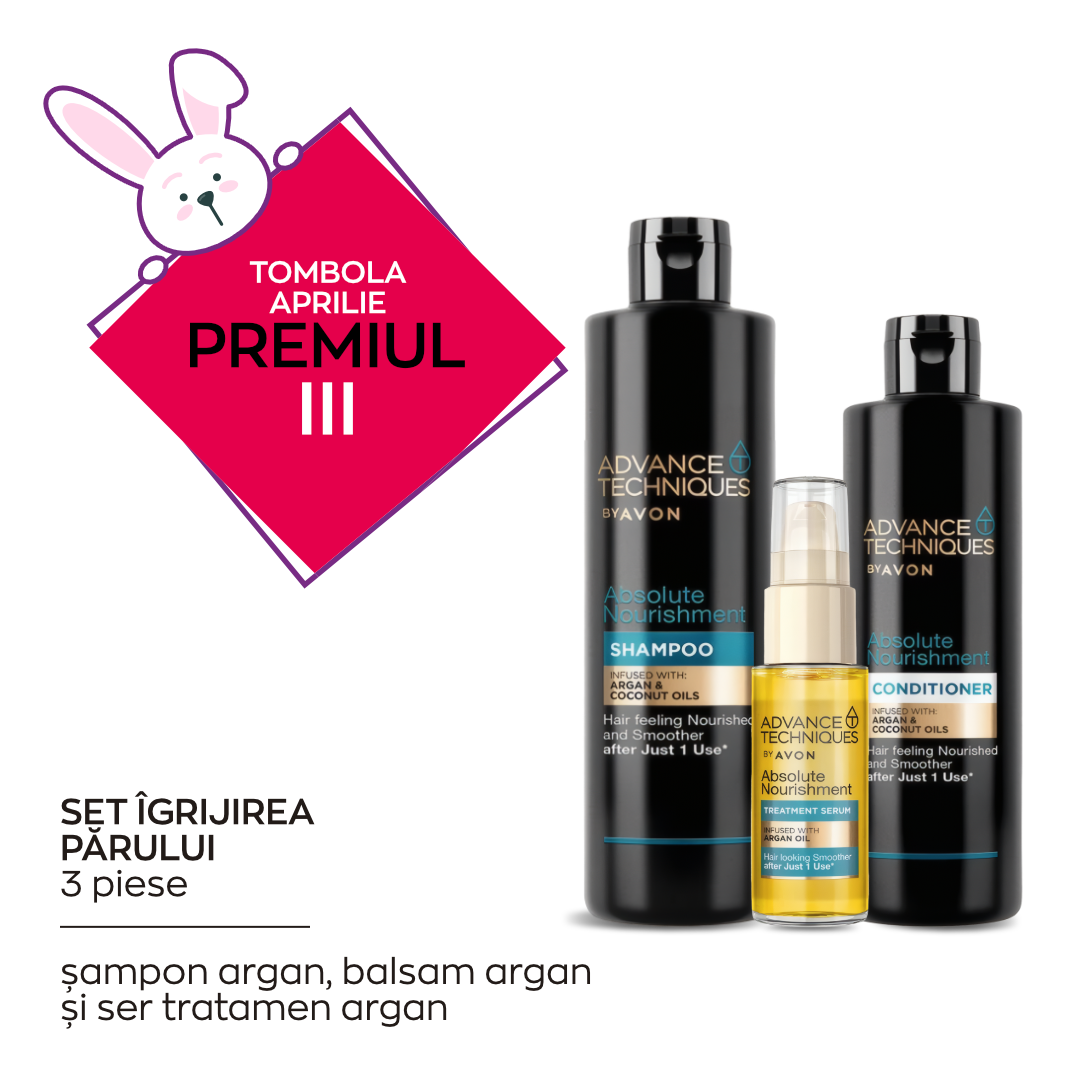 TOMBOLA
APRILIE
PREMIUL
III
ADVANCE
TECHNIQUES
BY AVON
Absolute
Nourishment
SHAMPOO
INFUSED WITH:
ARGAN &
COCONUT OILS
Hair feeling Nourished
and Smoother
after Just 1 Use*
ADVANCE
TECHNIQUES
BY AVON
Absolute
Nourishment
TREATMENT SERUM
INFUSED WITH
ARGAN OIL
Hair looking Smoother
after Just 1 Use*
ADVANCE
TECHNIQUES
BY AVON
Absolute
Nourishment
CONDITIONER
INFUSED WITH:
ARGAN &
COCONUT OILS
Hair feeling Nourished
and Smoother
after Just 1 Use*
SET ÎGRIJIREA
PĂRULUI
3 piese
șampon argan, balsam argan
și ser tratamen argan